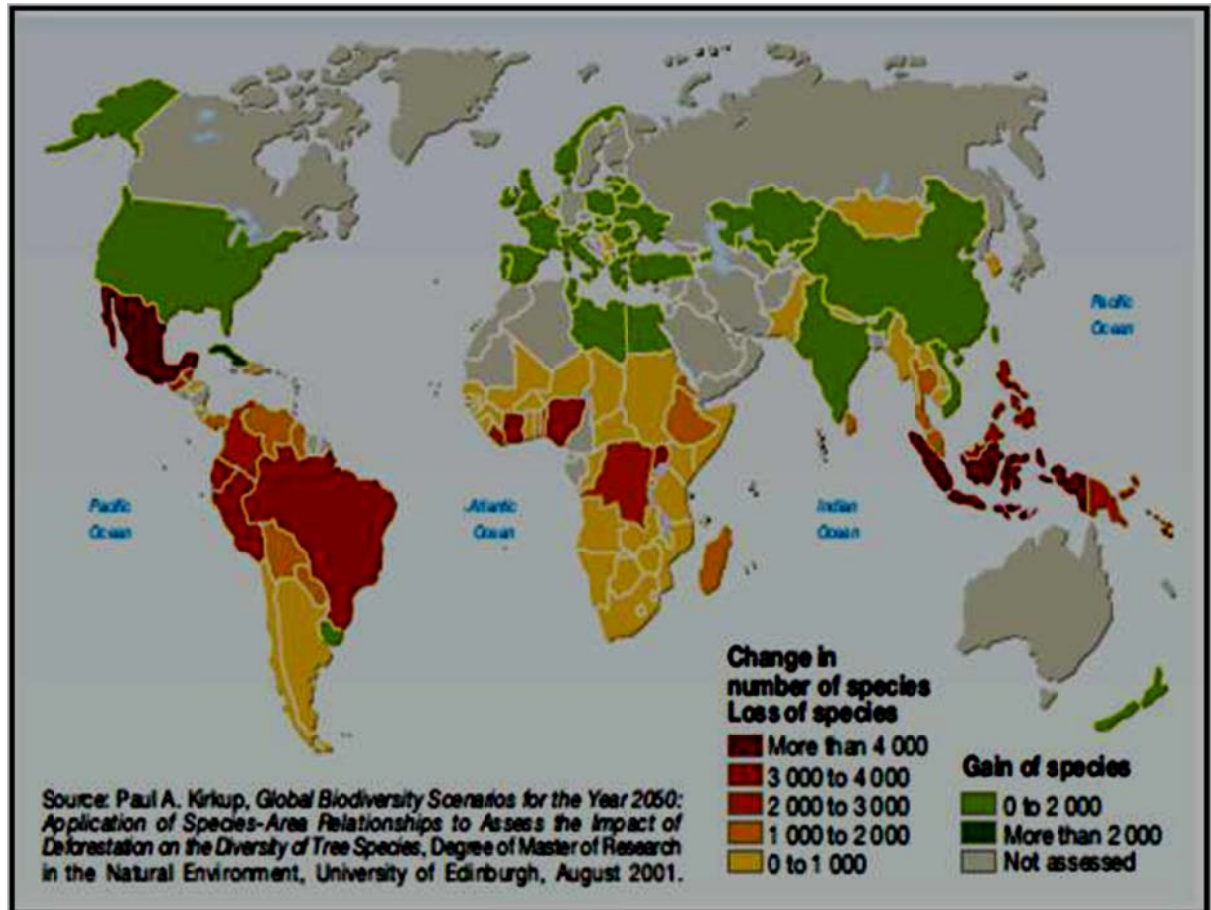 Pacific
Ocean
Pacific
Ocean
Atlantic
Ocean
Indian
Ocean
Change in
number of species
Loss of species
More than 4 000
3 000 to 4 000
2 000 to 3 000
1 000 to 2 000
0 to 1 000
Gain of species
0 to 2 000
More than 2 000
Not assessed
Source: Paul A. Kirkup, Global Biodiversity Scenarios for the Year 2050:
Application of Species-Area Relationships to Assess the Impact of
Deforestation on the Diversity of Tree Species, Degree of Master of Research
in the Natural Environment, University of Edinburgh, August 2001.